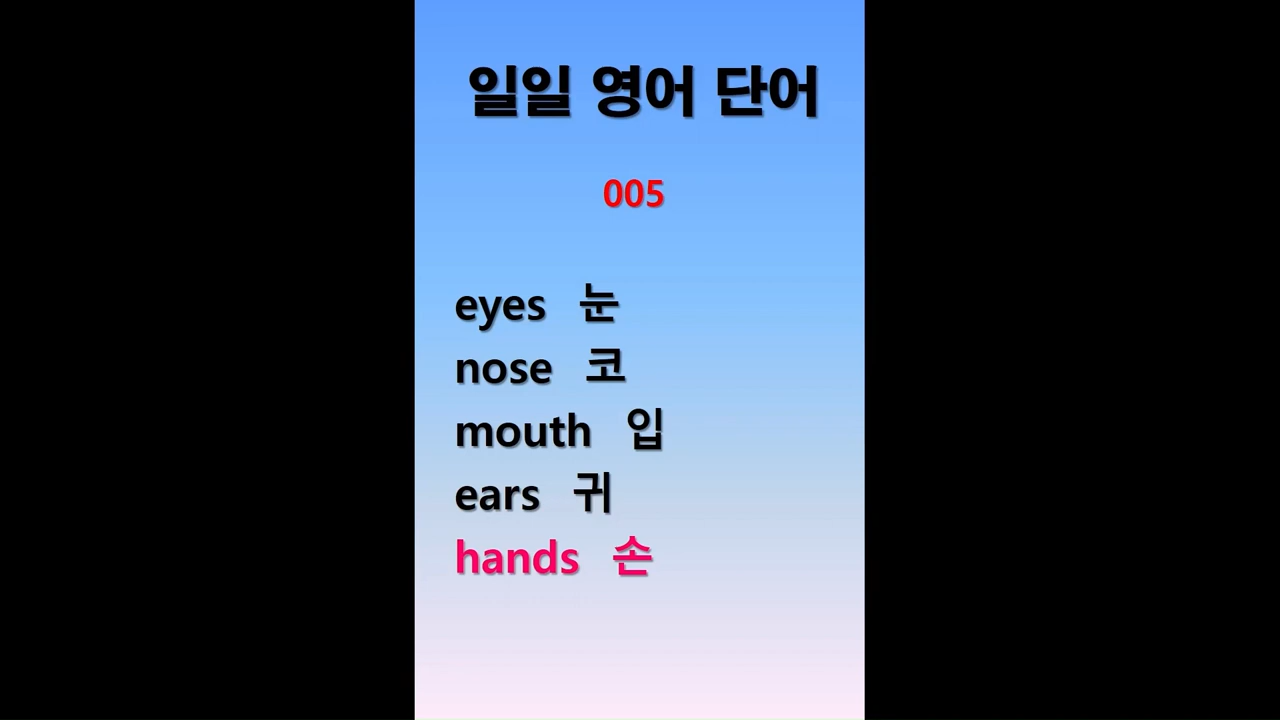 일일 영어 단어
005
eyes 눈
nose 코
mouth 입
ears 귀
hands 손